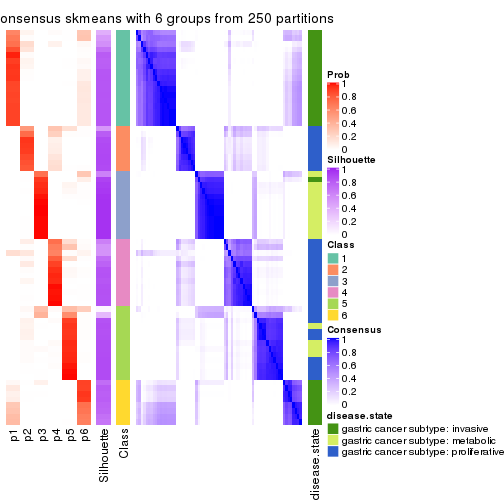 onsensus skmeans with 6 groups from 250 partitions
Prob
1
0.8
0.6
0.4
0.2
0
Silhouette
1
0.8
0.6
0.4
0.2
0
Class
1
2
3
4
5
6
Consensus
1
0.8
0.6
0.4
0.2
0
disease.state
gastric cancer subtype: invasive
gastric cancer subtype: metabolic
gastric cancer subtype: proliferative
p1
p2
p3
p4
p5
p6
Silhouette
Class
disease.state